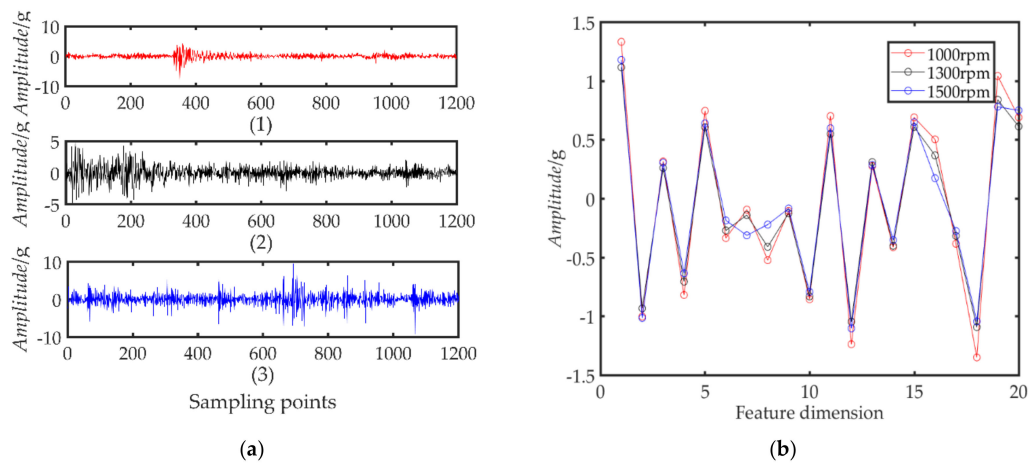 10
0
-10
Amplitude/g
0 200 400 600 800 1000 1200
(1)
5
0
-5
Amplitude/g
0 200 400 600 800 1000 1200
(2)
10
0
-10
Amplitude/g
0 200 400 600 800 1000 1200
(3)
Sampling points
(a)
1.5
1
0.5
0
-0.5
-1
-1.5
Amplitude/g
1000rpm
1300rpm
1500rpm
0 5 10 15 20
Feature dimension
(b)